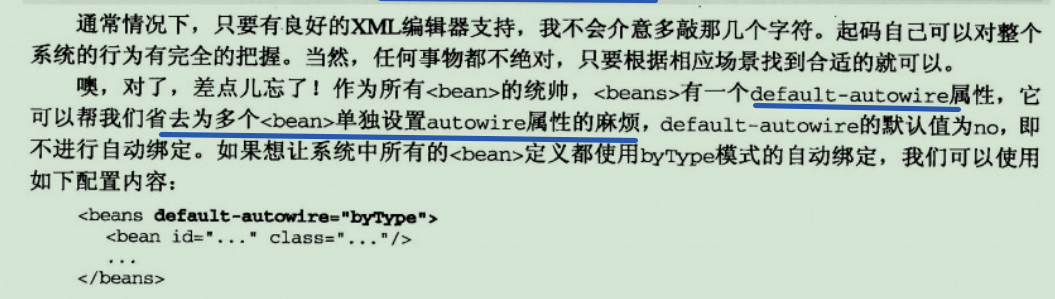 通常情况下，只要有良好的XML编辑器支持，我不会介意多敲那几个字符。起码自己可以对整个
系统的行为有完全的把握。当然，任何事物都不绝对，只要根据相应场景找到合适的就可以。
噢，对了，差点儿忘了！作为所有<bean>的统帅，<beans>有一个default-autowire属性，它
可以帮我们省去为多个<bean>单独设置autowire属性的麻烦，default-autowire的默认值为no，即
不进行自动绑定。如果想让系统中所有的<bean>定义都使用byType模式的自动绑定，我们可以使用
如下配置内容：
<beans default-autowire="byType">
<bean id="..." class="..."/>
...
</beans>